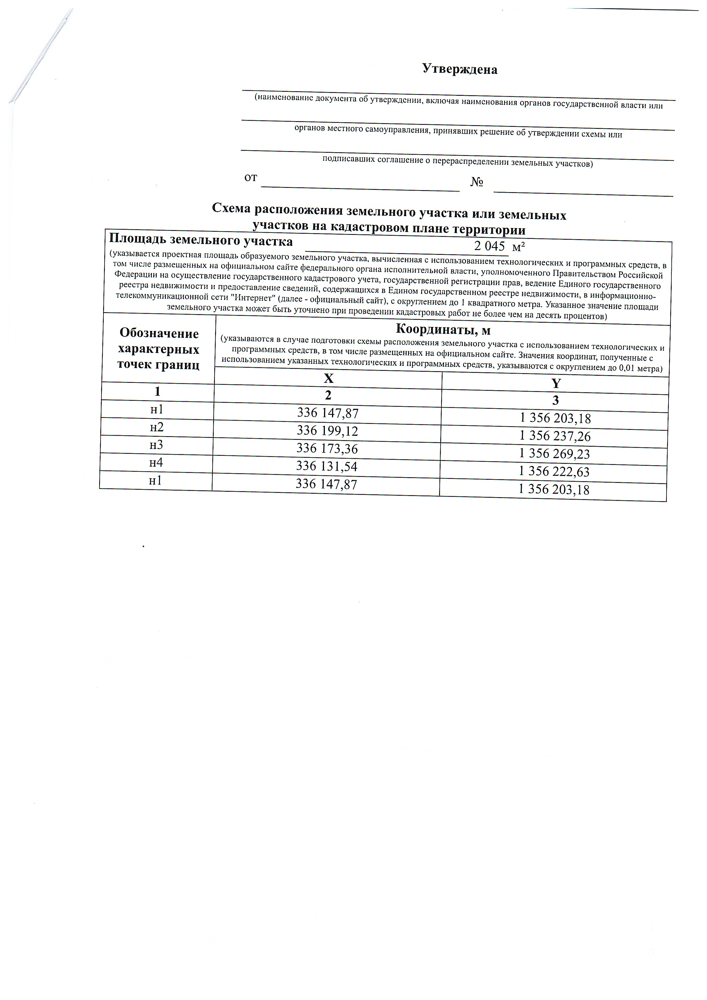 Утверждена
(наименование документа об утверждении, включая наименования органов государственной власти или
органов местного самоуправления, принявших решение об утверждении схемы или
подписавших соглашение о перераспределении земельных участков)
от №
Схема расположения земельного участка или земельных
участков на кадастровом плане территории
Площадь земельного участка 2 045 м²
(указывается проектная площадь образуемого земельного участка, вычисленная с использованием технологических и программных средств, в
том числе размещенных на официальном сайте федерального органа исполнительной власти, уполномоченного Правительством Российской
Федерации на осуществление государственного кадастрового учета, государственной регистрации прав, ведение Единого государственного
реестра недвижимости и предоставление сведений, содержащихся в Едином государственном реестре недвижимости, в информационно-
телекоммуникационной сети "Интернет" (далее - официальный сайт), с округлением до 1 квадратного метра. Указанное значение площади
земельного участка может быть уточнено при проведении кадастровых работ не более чем на десять процентов)
Обозначение
характерных
точек границ
Координаты, м
(указываются в случае подготовки схемы расположения земельного участка с использованием технологических и
программных средств, в том числе размещенных на официальном сайте. Значения координат, полученные с
использованием указанных технологических и программных средств, указываются с округлением до 0,01 метра)
X Y
1 2 3
н1 336 147,87 1 356 203,18
н2 336 199,12 1 356 237,26
н3 336 173,36 1 356 269,23
н4 336 131,54 1 356 222,63
н1 336 147,87 1 356 203,18